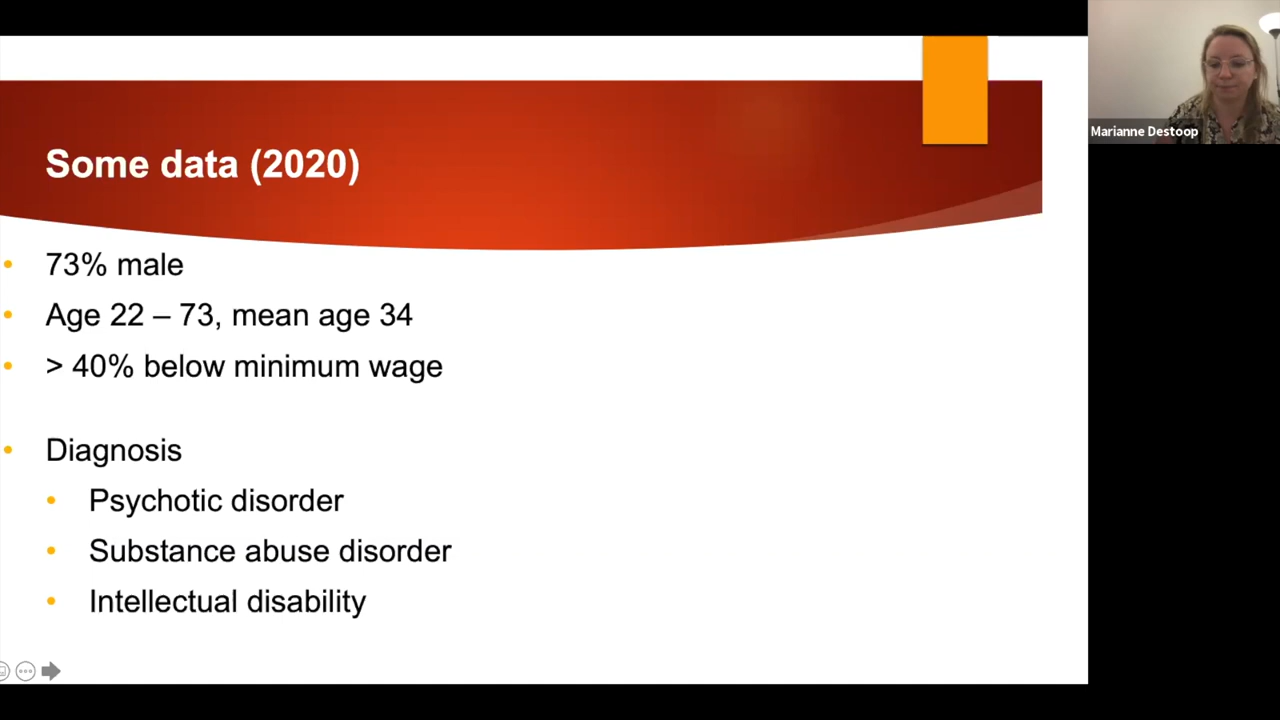 Some data (2020)
73% male
Age 22 – 73, mean age 34
> 40% below minimum wage
Diagnosis
Psychotic disorder
Substance abuse disorder
Intellectual disability
Marianne Destoop